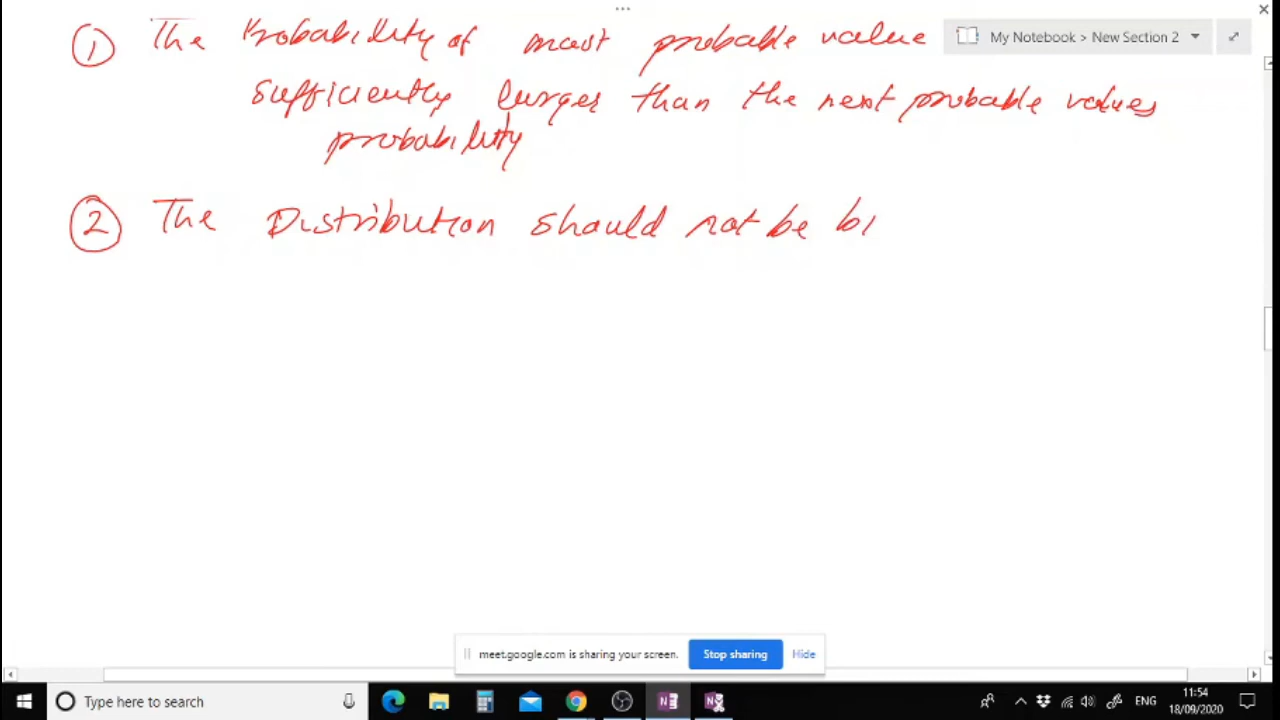 ① The Probability of most probable value
My Notebook > New Section 2
sufficiently larger than the next probable values
probability
② The Distribution should not be bi
meet.google.com is sharing your screen. Stop sharing Hide
Type here to search
ENG
11:54
18/09/2020